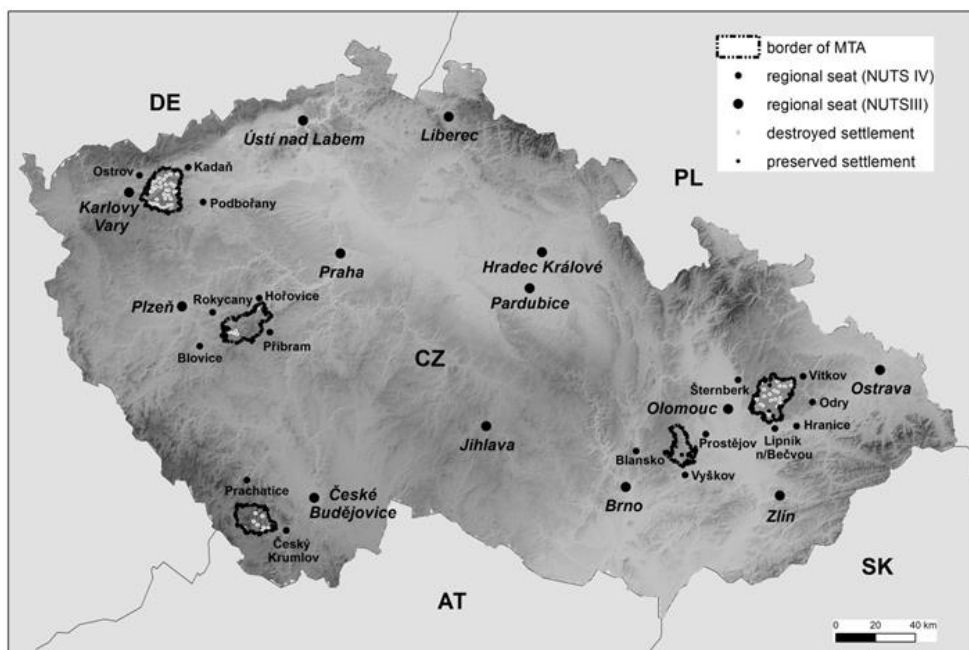 border of MTA
regional seat (NUTS IV)
regional seat (NUTSIII)
destroyed settlement
preserved settlement
DE
Ústí nad Labem
Liberec
Ostrov
Kadaň
Karlovy
Vary
Podbořany
PL
Praha
Hradec Králové
Pardubice
Plzeň
Rokycany
Hořovice
Příbram
Blovice
CZ
Šternberk
Vítkov
Ostrava
Olomouc
Odry
Hranice
Lipník
n/Bečvou
Jihlava
Prostějov
Blansko
Vyškov
Prachatice
České
Budějovice
Brno
Zlín
Český
Krumlov
SK
AT
0 20 40 km